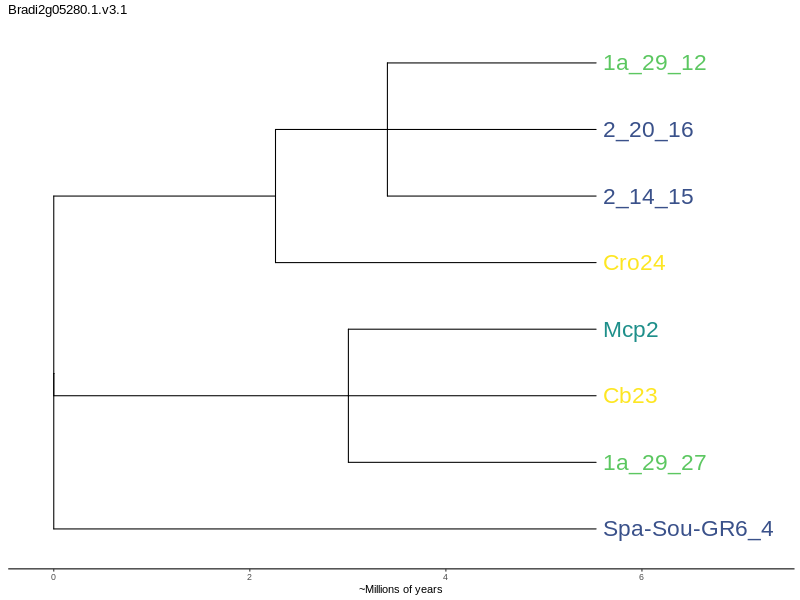 Bradi2g05280.1.v3.1
1a_29_12
2_20_16
2_14_15
Cro24
Mcp2
Cb23
1a_29_27
Spa-Sou-GR6_4
0 2 4 6
~Millions of years